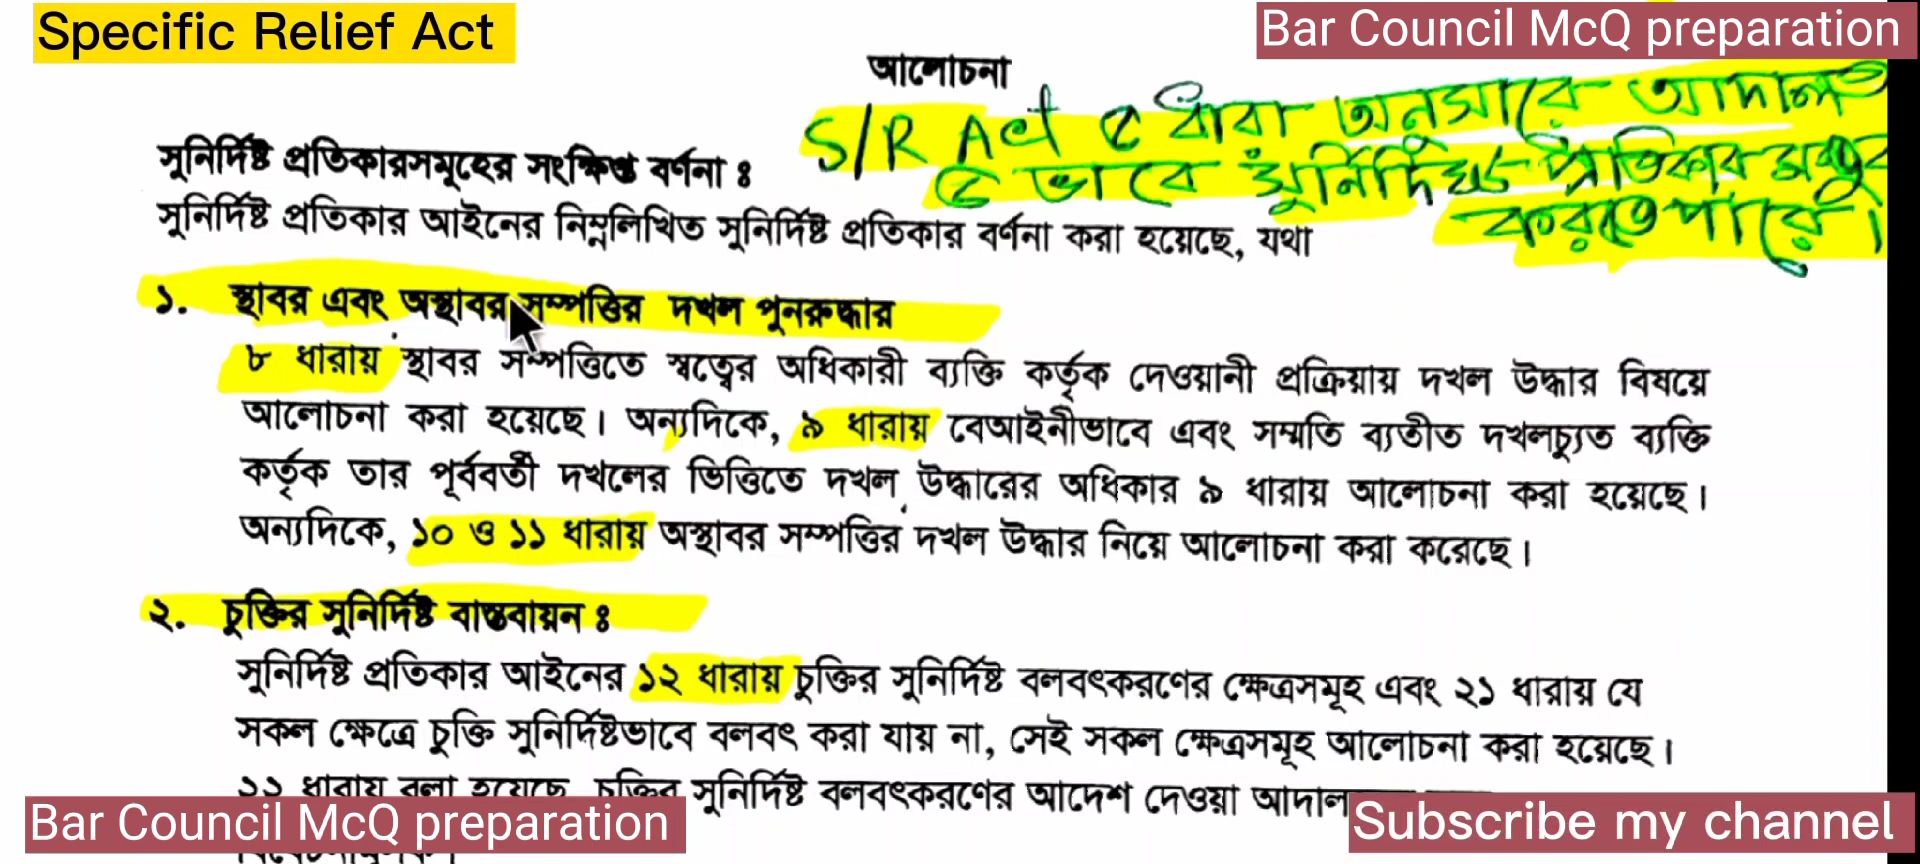 Specific Relief Act
Bar Council McQ preparation
আলোচনা
S/R Act ৫ ধারা অনুসারে আদালত
৫ ভাবে সুনির্দিষ্ট প্রতিকার মঞ্জুর
করতে পারে।
সুনির্দিষ্ট প্রতিকারসমূহের সংক্ষিপ্ত বর্ণনা ঃ
সুনির্দিষ্ট প্রতিকার আইনের নিম্নলিখিত সুনির্দিষ্ট প্রতিকার বর্ণনা করা হয়েছে, যথা
১. স্থাবর এবং অস্থাবর সম্পত্তির দখল পুনরুদ্ধার
৮ ধারায় স্থাবর সম্পত্তিতে স্বত্বের অধিকারী ব্যক্তি কর্তৃক দেওয়ানী প্রক্রিয়ায় দখল উদ্ধার বিষয়ে
আলোচনা করা হয়েছে। অন্যদিকে, ৯ ধারায় বেআইনীভাবে এবং সম্মতি ব্যতীত দখলচ্যুত ব্যক্তি
কর্তৃক তার পূর্ববর্তী দখলের ভিত্তিতে দখল উদ্ধারের অধিকার ৯ ধারায় আলোচনা করা হয়েছে।
অন্যদিকে, ১০ ও ১১ ধারায় অস্থাবর সম্পত্তির দখল উদ্ধার নিয়ে আলোচনা করা করেছে।
২. চুক্তির সুনির্দিষ্ট বাস্তবায়ন ঃ
সুনির্দিষ্ট প্রতিকার আইনের ১২ ধারায় চুক্তির সুনির্দিষ্ট বলবৎকরণের ক্ষেত্রসমূহ এবং ২১ ধারায় যে
সকল ক্ষেত্রে চুক্তি সুনির্দিষ্টভাবে বলবৎ করা যায় না, সেই সকল ক্ষেত্রসমূহ আলোচনা করা হয়েছে।
২২ ধারায় বলা হয়েছে, চুক্তির সুনির্দিষ্ট বলবৎকরণের আদেশ দেওয়া
Bar Council McQ preparation
Subscribe my channel